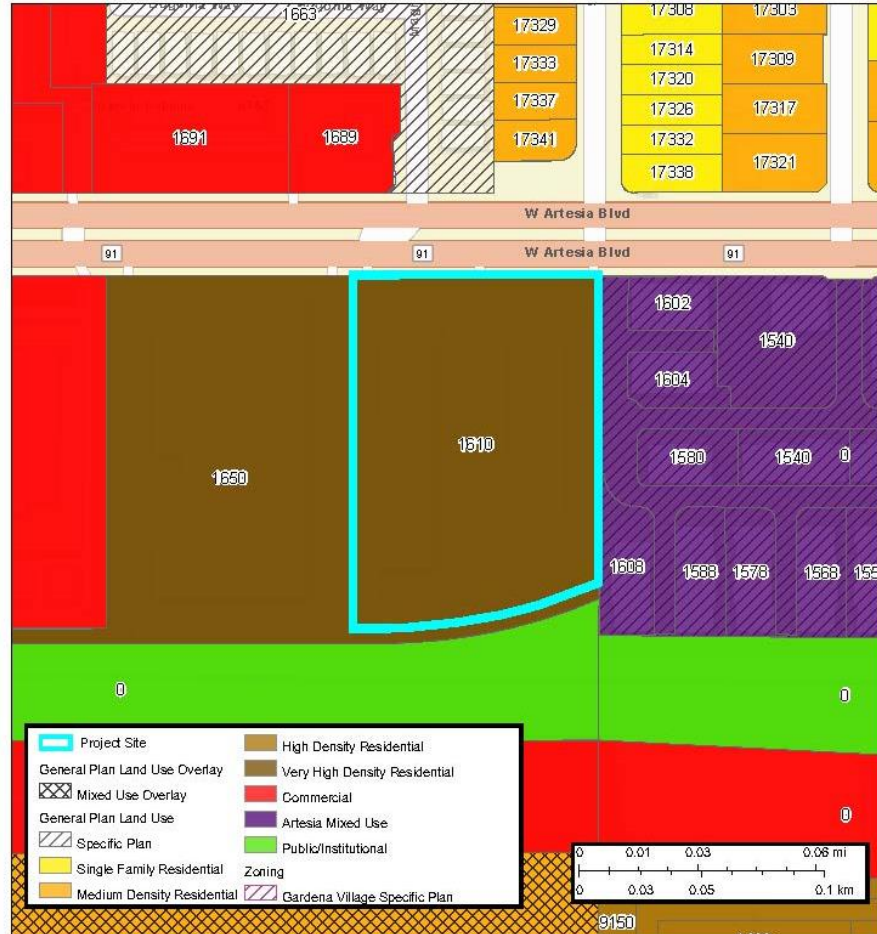 1663
17329
17308
17303
17314
17333
17309
17320
17337
17326
17317
1691
1689
17341
17332
17321
17338
W Artesia Blvd
91
91
W Artesia Blvd
91
1602
1540
1604
1610
1650
1580
1540
0
1608
1588
1578
1568
0
0
Project Site
General Plan Land Use Overlay
Mixed Use Overlay
General Plan Land Use
Specific Plan
Single Family Residential
Medium Density Residential
High Density Residential
Very High Density Residential
Commercial
Artesia Mixed Use
Public/Institutional
Zoning
Gardena Village Specific Plan
0
0 0.01 0.03 0.06 mi
0 0.03 0.05 0.1 km
9150